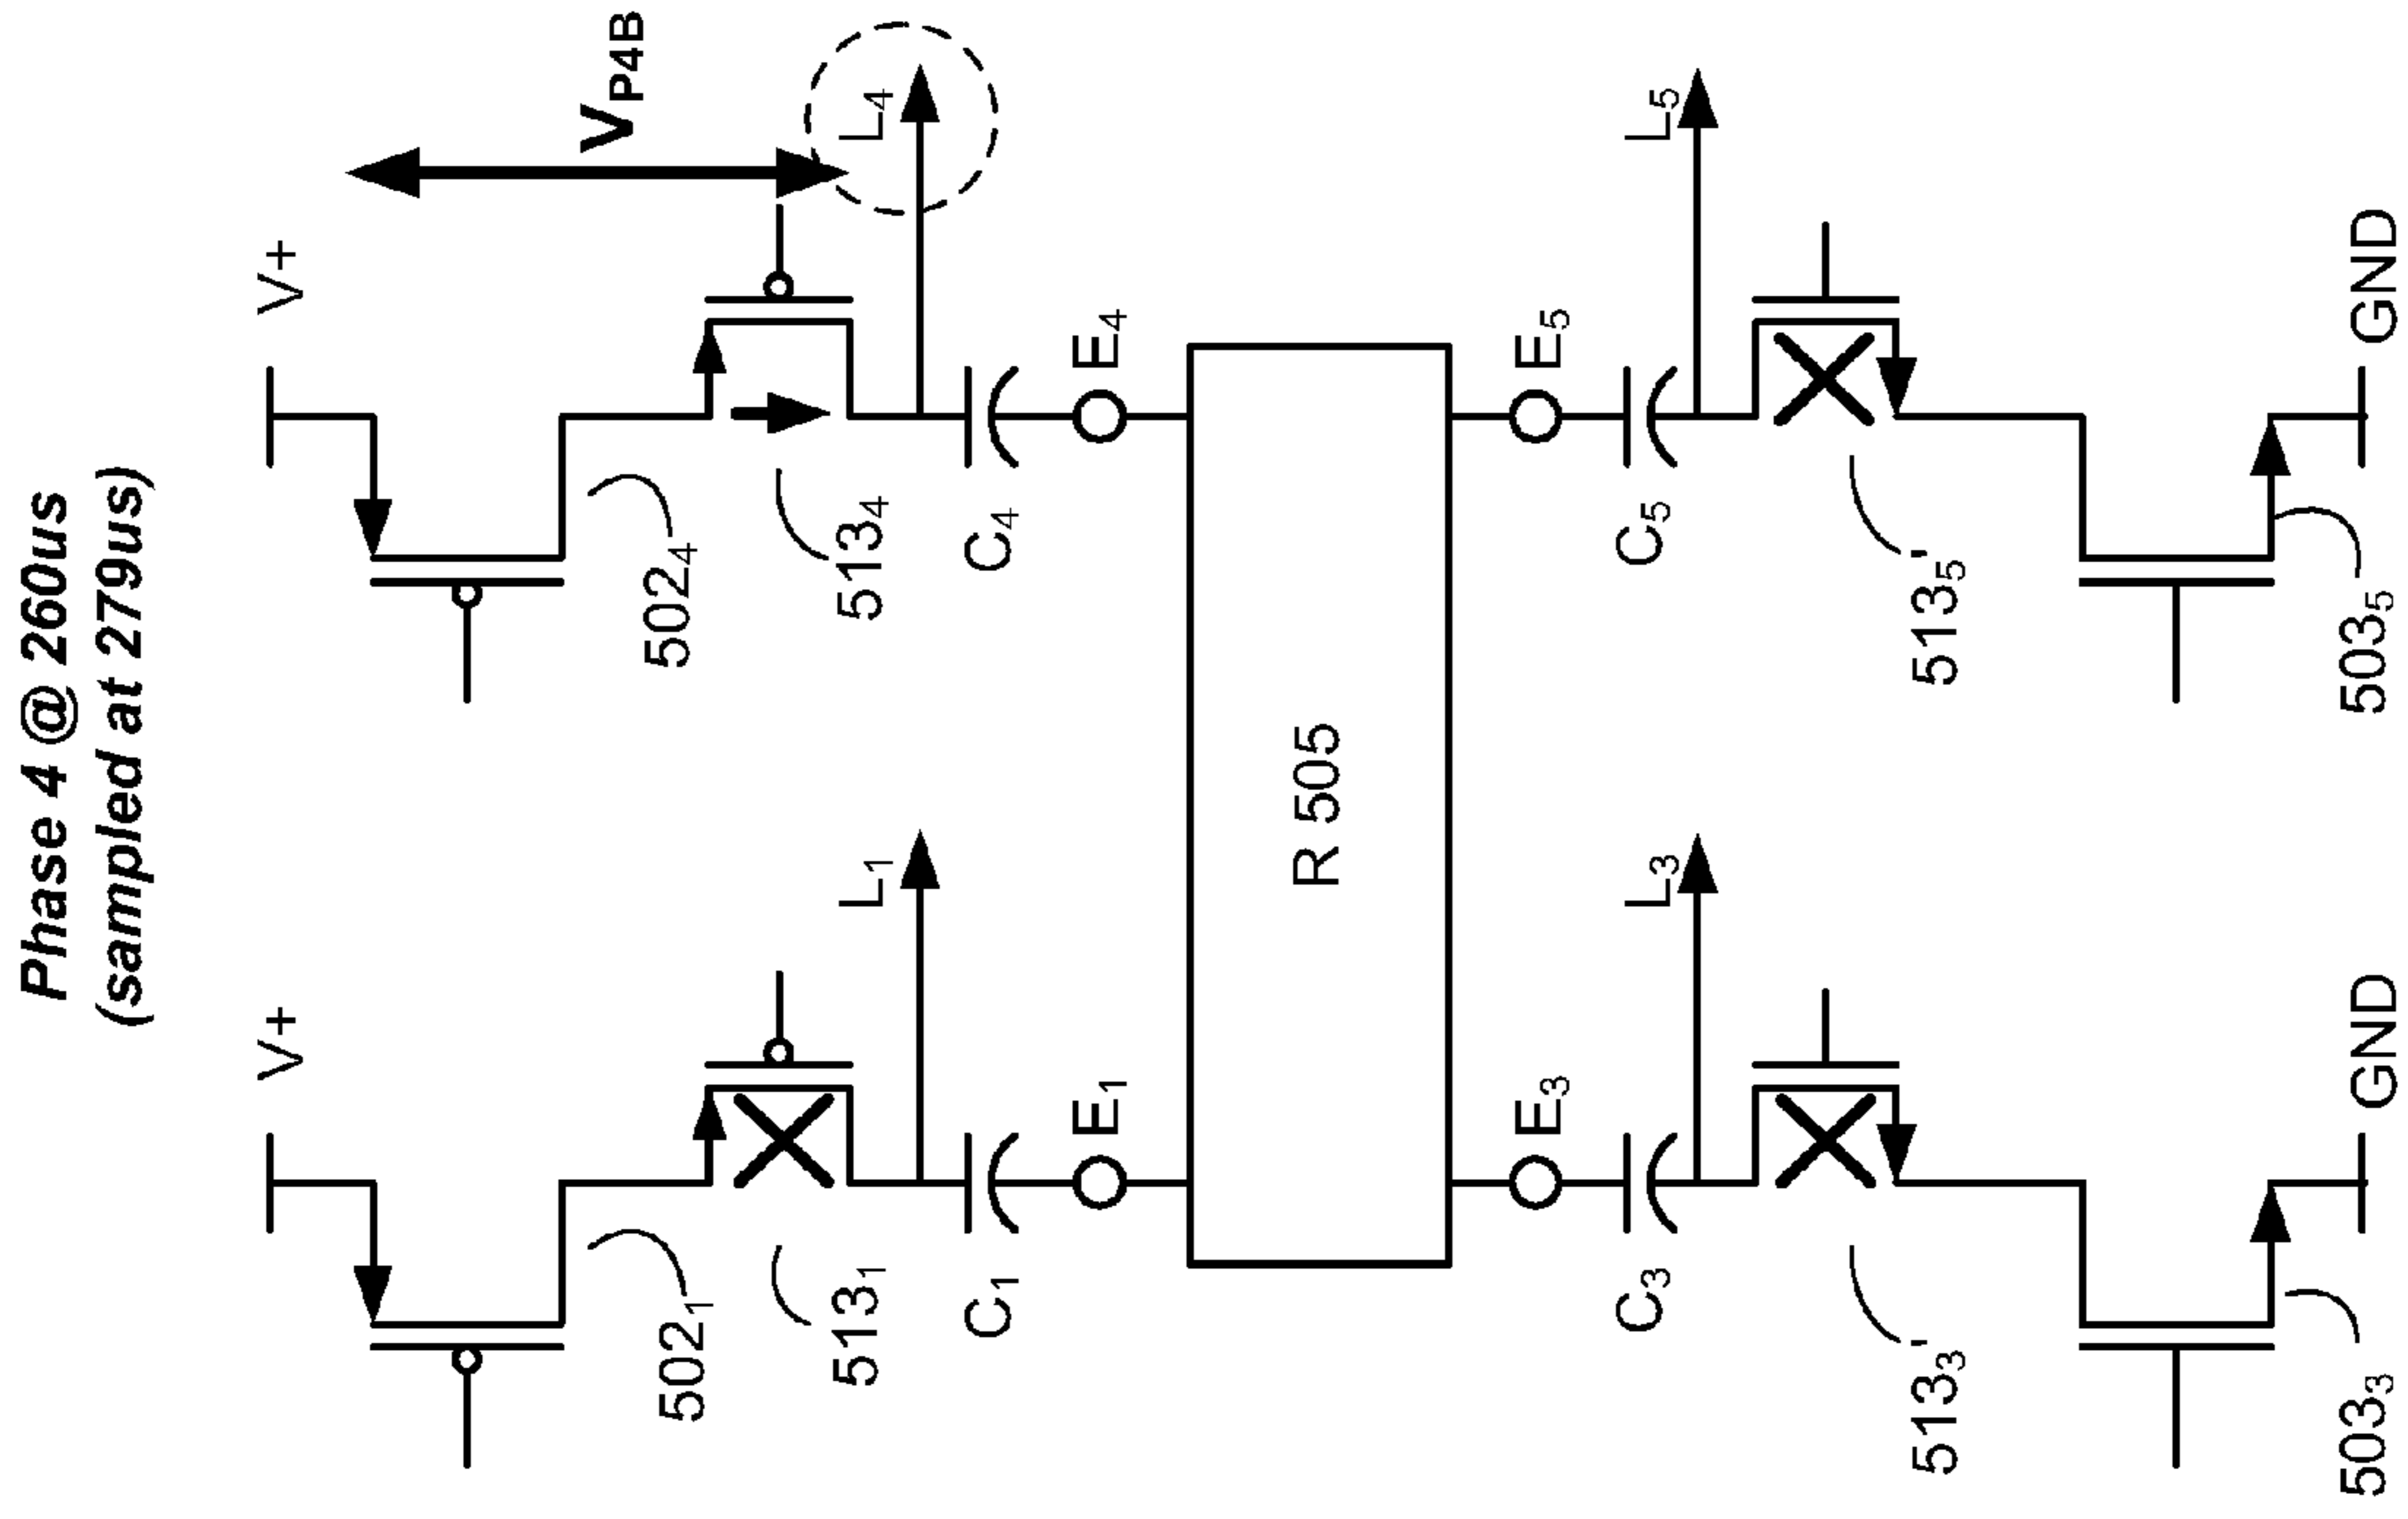 Phase 4 @ 260us
(sampled at 279us)
V+
V+
V_P4B
502₁
502₄
513₁
513₄
L₁
L₄
C₁
C₄
E₁
E₄
R 505
E₃
E₅
C₃
C₅
L₃
L₅
513₃'
513₅'
503₃
503₅
GND
GND